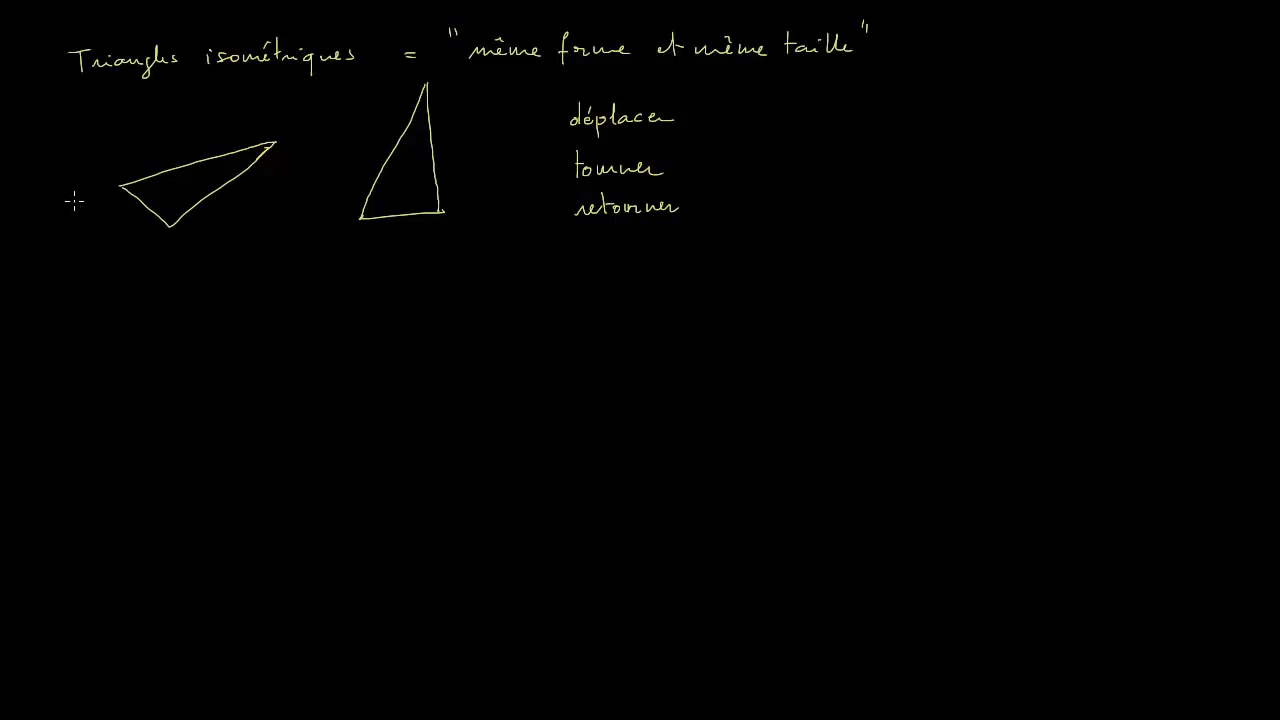 Triangles isométriques = "même forme et même taille"
déplacer
tourner
retourner